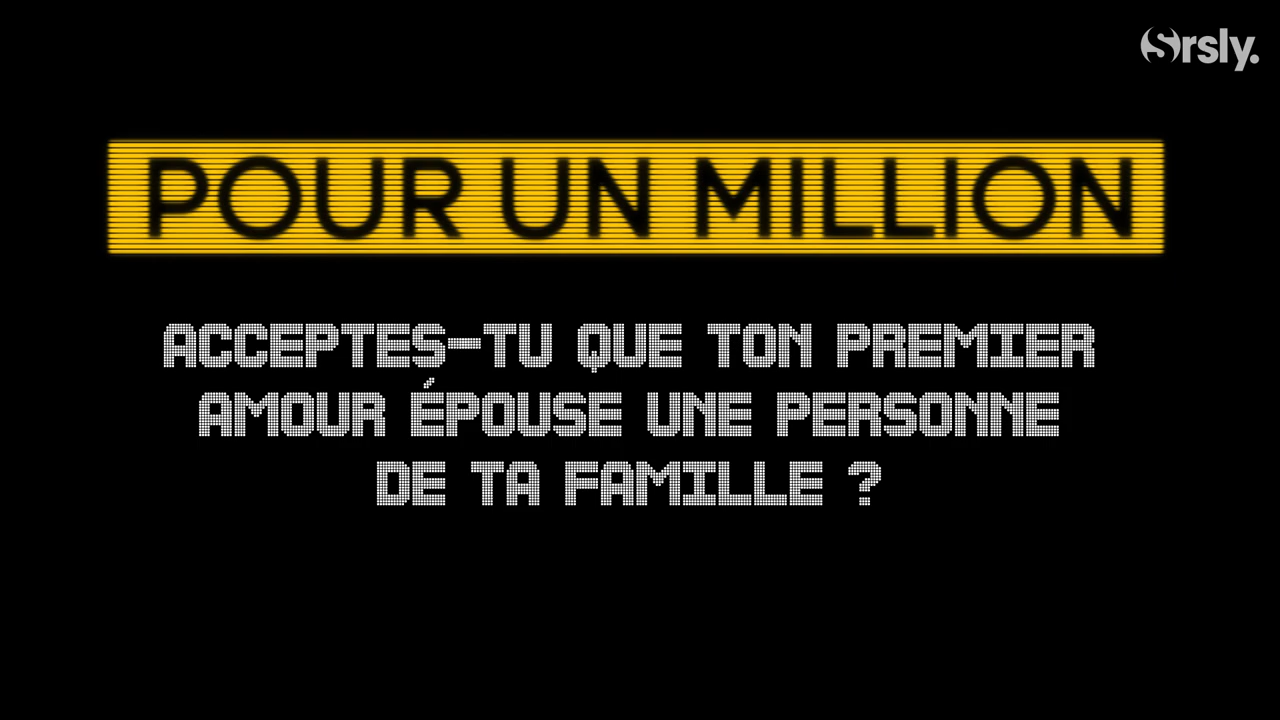 Srsly.
POUR UN MILLION
ACCEPTES-TU QUE TON PREMIER
AMOUR ÉPOUSE UNE PERSONNE
DE TA FAMILLE ?